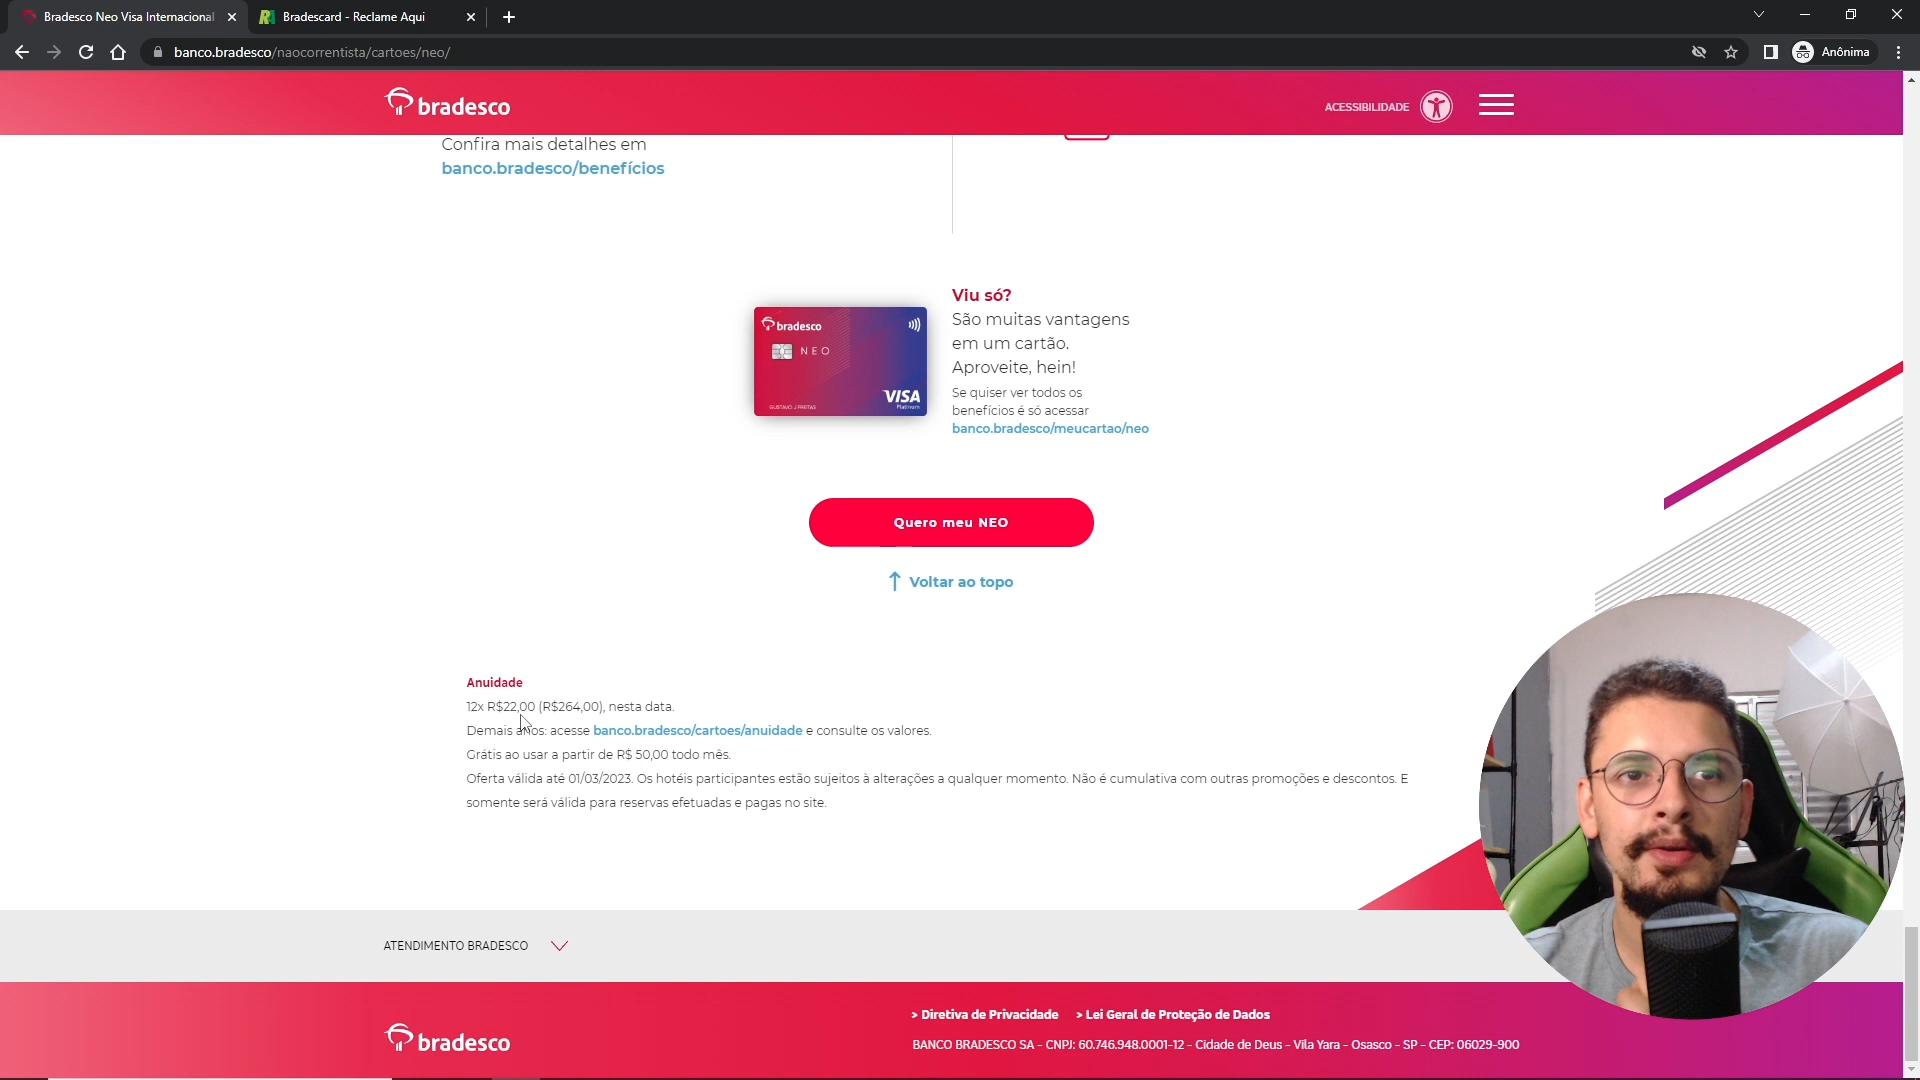 Bradesco Neo Visa Internacional
Bradescard - Reclame Aqui
banco.bradesco/naocorrentista/cartoes/neo/
Anônima
bradesco
ACESSIBILIDADE
Confira mais detalhes em
banco.bradesco/benefícios
bradesco
NEO
VISA
Platinum
GUSTAVO J FREITAS
Viu só?
São muitas vantagens
em um cartão.
Aproveite, hein!
Se quiser ver todos os
benefícios é só acessar
banco.bradesco/meucartao/neo
Quero meu NEO
Voltar ao topo
Anuidade
12x R$22,00 (R$264,00), nesta data.
Demais anos: acesse banco.bradesco/cartoes/anuidade e consulte os valores.
Grátis ao usar a partir de R$ 50,00 todo mês.
Oferta válida até 01/03/2023. Os hotéis participantes estão sujeitos à alterações a qualquer momento. Não é cumulativa com outras promoções e descontos. E
somente será válida para reservas efetuadas e pagas no site.
ATENDIMENTO BRADESCO
bradesco
> Diretiva de Privacidade > Lei Geral de Proteção de Dados
BANCO BRADESCO SA - CNPJ: 60.746.948.0001-12 - Cidade de Deus - Vila Yara - Osasco - SP - CEP: 06029-900